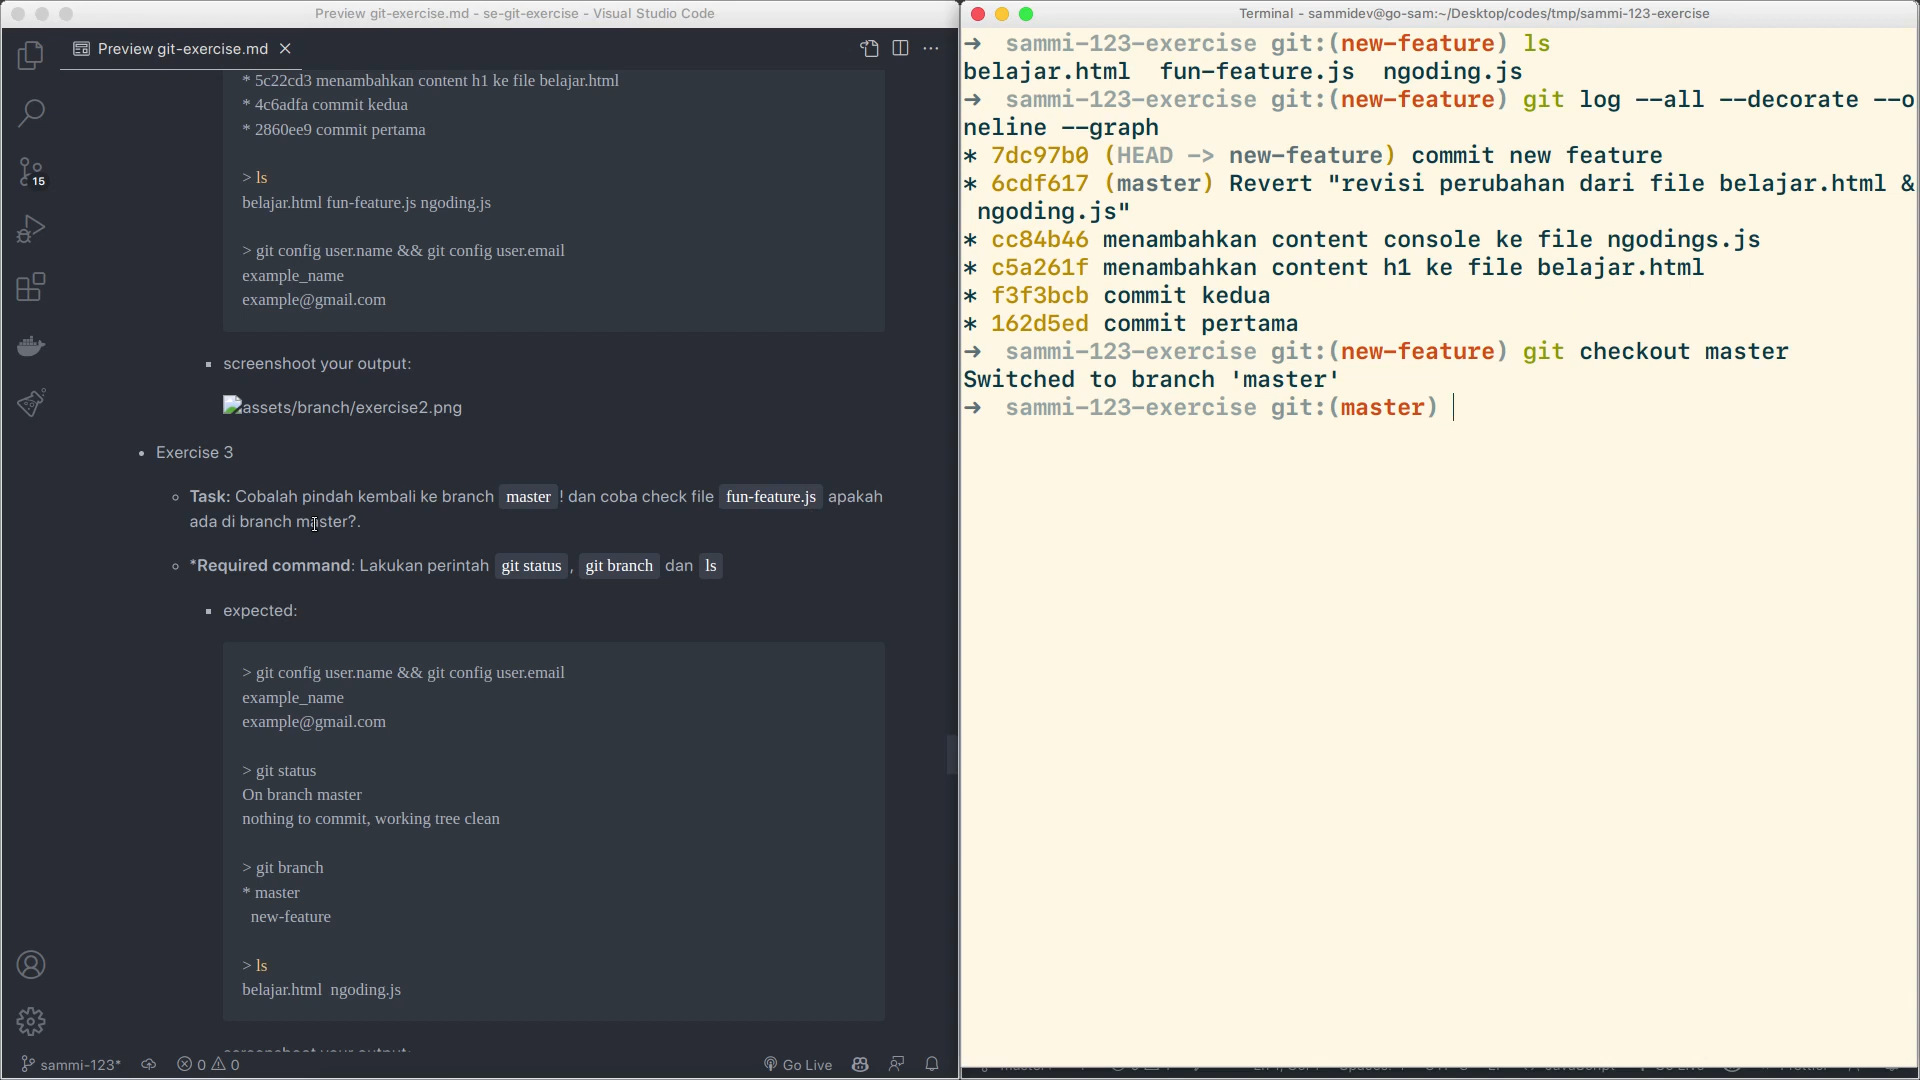 Preview git-exercise.md - se-git-exercise - Visual Studio Code
Preview git-exercise.md
* 5c22cd3 menambahkan content h1 ke file belajar.html
* 4c6adfa commit kedua
* 2860ee9 commit pertama
> ls
belajar.html fun-feature.js ngoding.js
> git config user.name && git config user.email
example_name
example@gmail.com
screenshoot your output:
assets/branch/exercise2.png
Exercise 3
Task: Cobalah pindah kembali ke branch master ! dan coba check file fun-feature.js apakah
ada di branch master?.
*Required command: Lakukan perintah git status , git branch dan ls
expected:
> git config user.name && git config user.email
example_name
example@gmail.com
> git status
On branch master
nothing to commit, working tree clean
> git branch
* master
new-feature
> ls
belajar.html ngoding.js
screenshoot your output:
15
sammi-123* 0 0 Go Live
Terminal - sammidev@go-sam:~/Desktop/codes/tmp/sammi-123-exercise
→ sammi-123-exercise git:(new-feature) ls
belajar.html fun-feature.js ngoding.js
→ sammi-123-exercise git:(new-feature) git log --all --decorate --o
neline --graph
* 7dc97b0 (HEAD -> new-feature) commit new feature
* 6cdf617 (master) Revert "revisi perubahan dari file belajar.html &
ngoding.js"
* cc84b46 menambahkan content console ke file ngodings.js
* c5a261f menambahkan content h1 ke file belajar.html
* f3f3bcb commit kedua
* 162d5ed commit pertama
→ sammi-123-exercise git:(new-feature) git checkout master
Switched to branch 'master'
→ sammi-123-exercise git:(master)